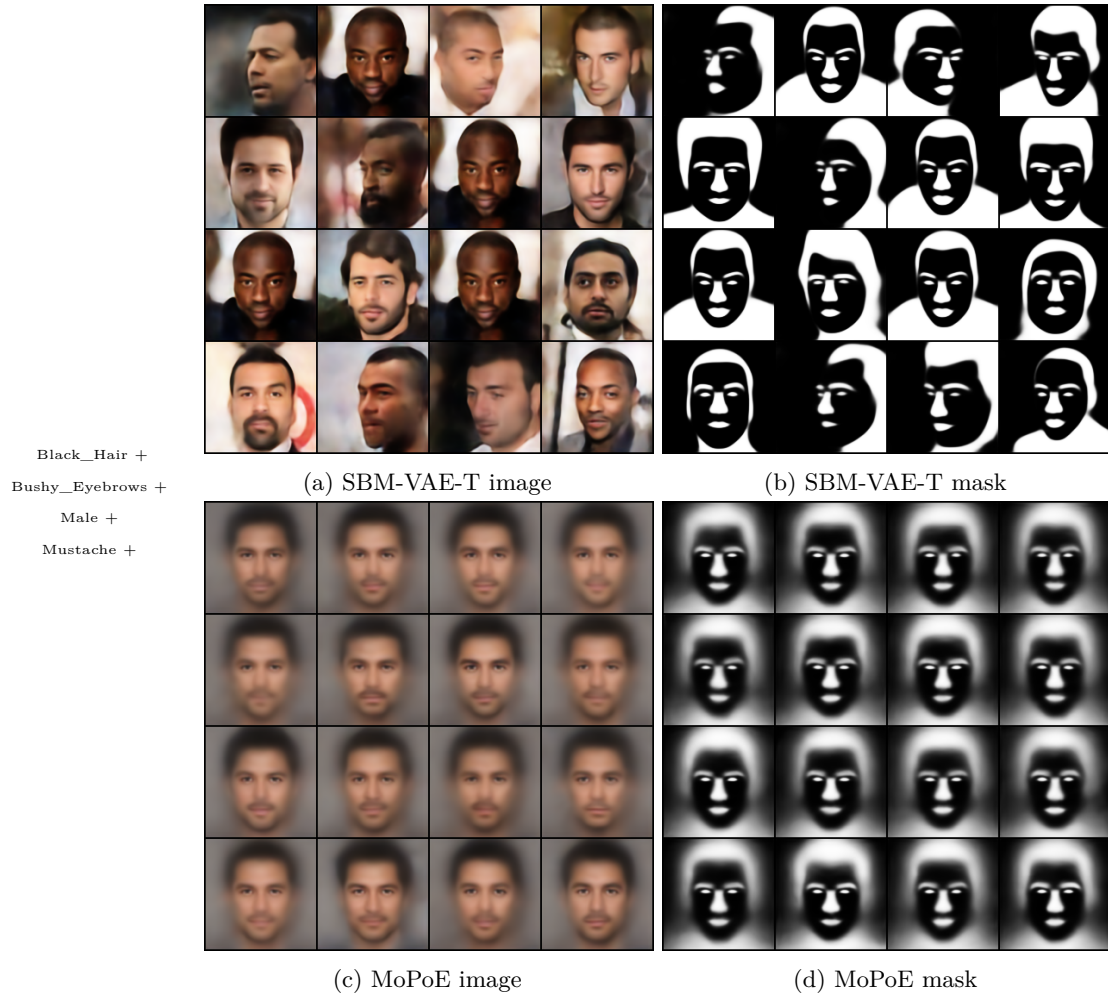 Black_Hair +
Bushy_Eyebrows +
Male +
Mustache +
(a) SBM-VAE-T image
(b) SBM-VAE-T mask
(c) MoPoE image
(d) MoPoE mask